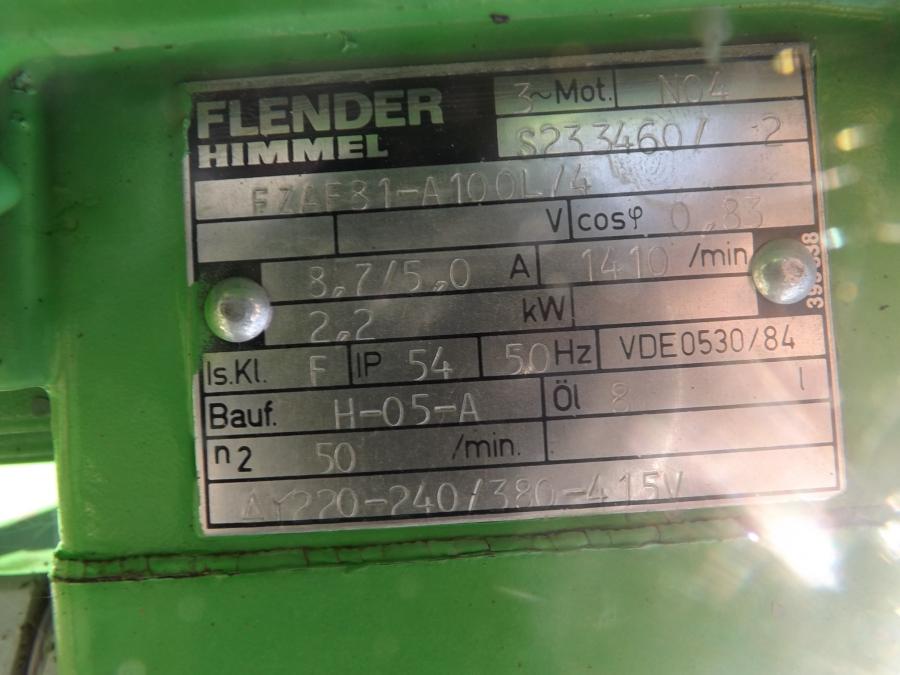 FLENDER
HIMMEL
3~Mot. N04
S233460/ 2
FZAF81-A100L/4
V cosφ 0,83
8,7/5,0 A 1410 /min
2,2 kW
Is.Kl. F IP 54 50 Hz VDE0530/84
Bauf. H-05-A Öl 8 l
n2 50 /min.
ΔY220-240/380-415V